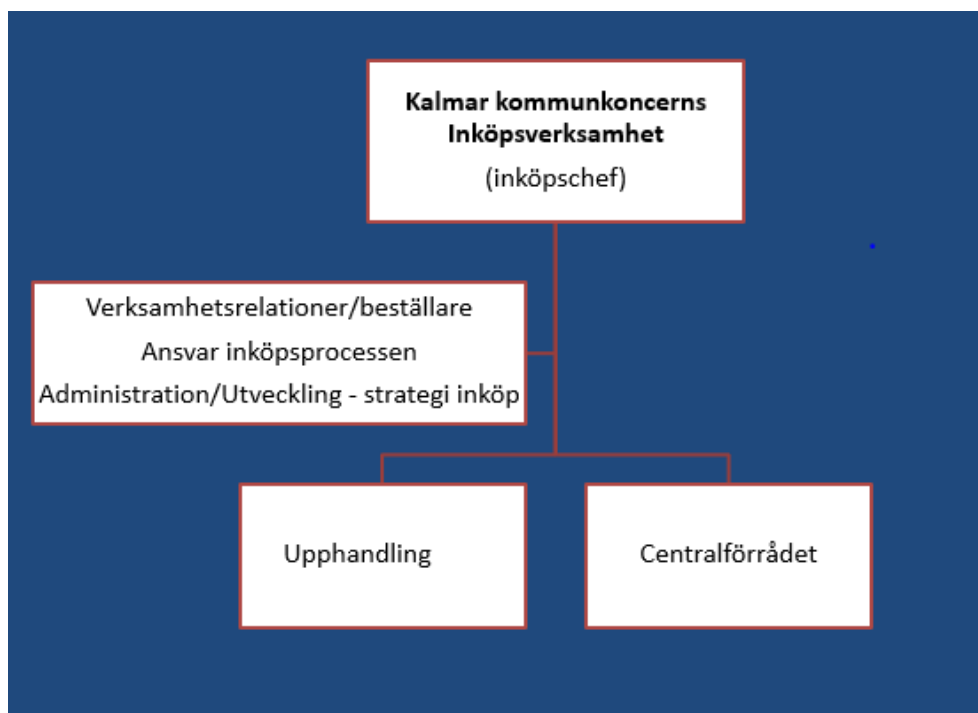 Kalmar kommunkoncerns
Inköpsverksamhet
(inköpschef)
Verksamhetsrelationer/beställare
Ansvar inköpsprocessen
Administration/Utveckling - strategi inköp
Upphandling
Centralförrådet